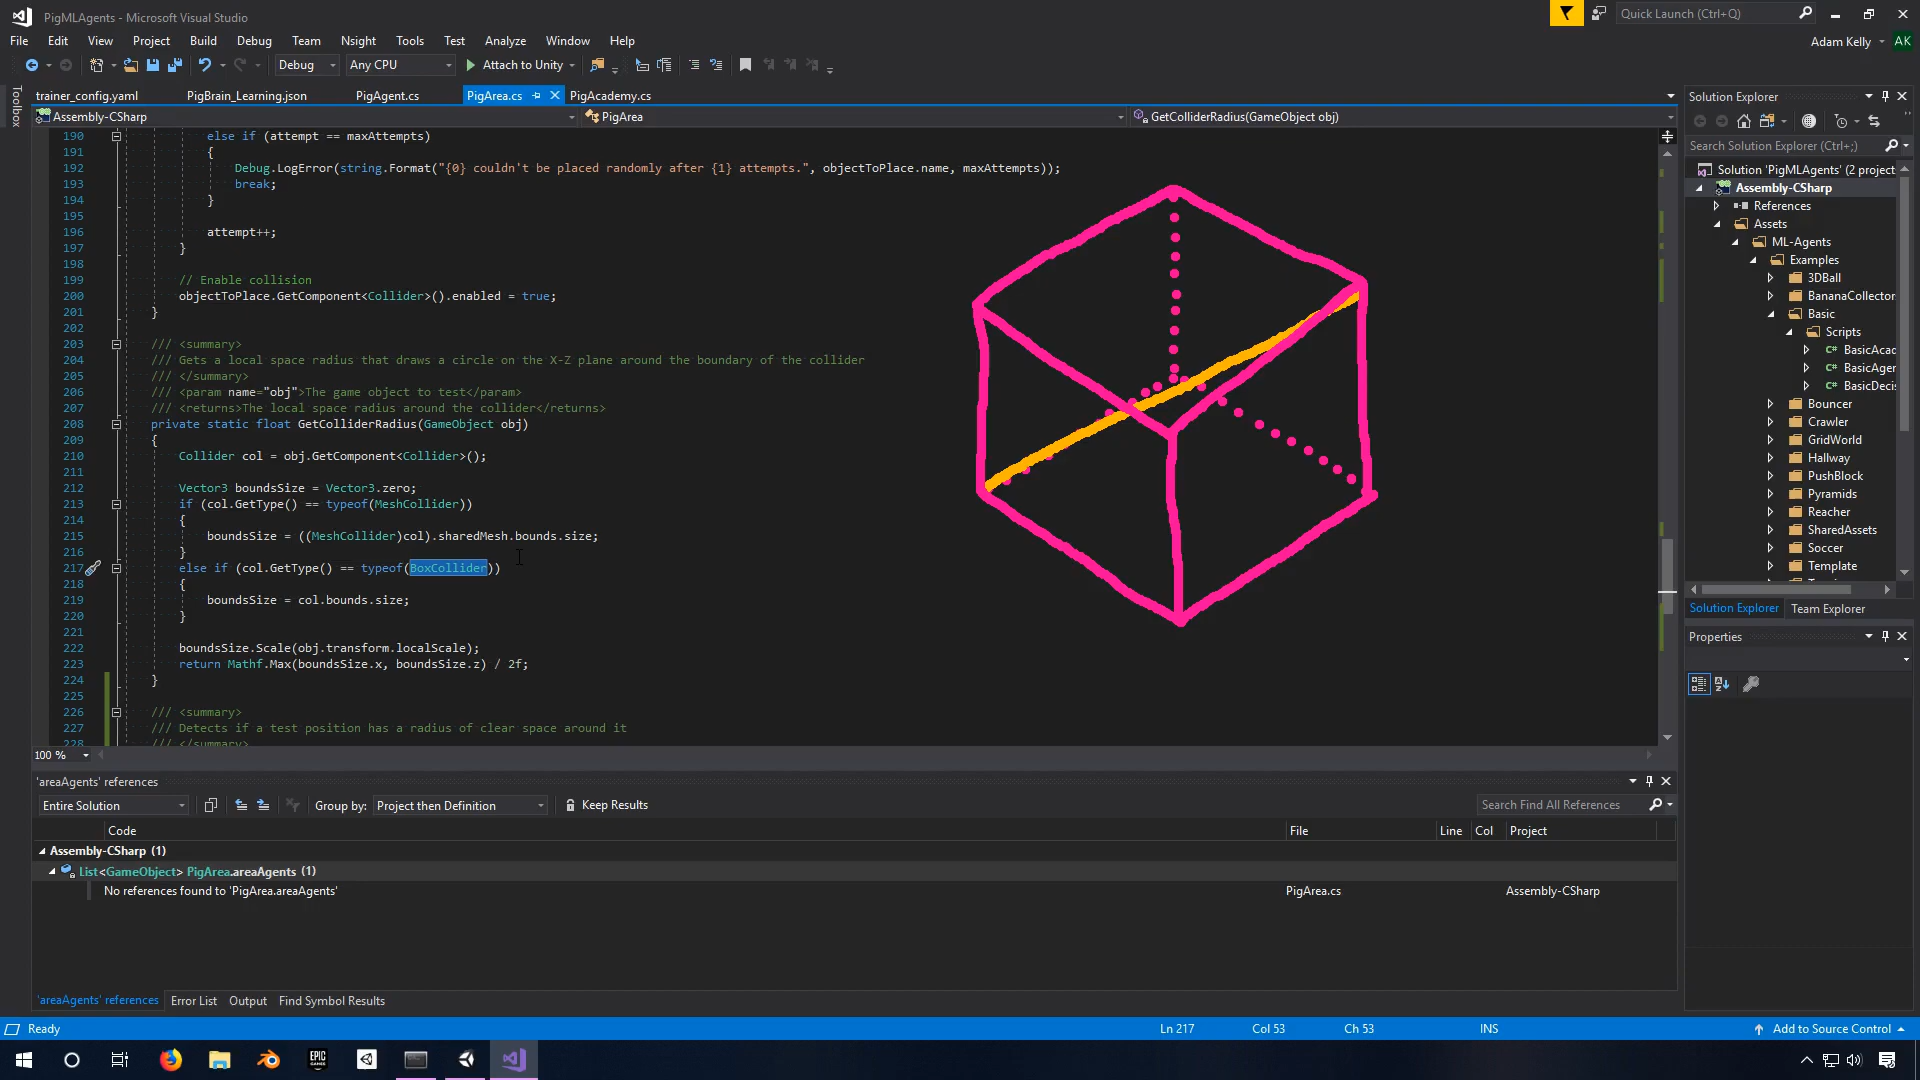 PigMLAgents - Microsoft Visual Studio
Quick Launch (Ctrl+Q)
File Edit View Project Build Debug Team Nsight Tools Test Analyze Window Help
Adam Kelly AK
Debug Any CPU Attach to Unity
Toolbox
trainer_config.yaml PigBrain_Learning.json PigAgent.cs PigArea.cs PigAcademy.cs
Assembly-CSharp PigArea GetColliderRadius(GameObject obj)
190 else if (attempt == maxAttempts)
191 {
192 Debug.LogError(string.Format("{0} couldn't be placed randomly after {1} attempts.", objectToPlace.name, maxAttempts));
193 break;
194 }
195
196 attempt++;
197 }
198
199 // Enable collision
200 objectToPlace.GetComponent<Collider>().enabled = true;
201 }
202
203 /// <summary>
204 /// Gets a local space radius that draws a circle on the X-Z plane around the boundary of the collider
205 /// </summary>
206 /// <param name="obj">The game object to test</param>
207 /// <returns>The local space radius around the collider</returns>
208 private static float GetColliderRadius(GameObject obj)
209 {
210 Collider col = obj.GetComponent<Collider>();
211
212 Vector3 boundsSize = Vector3.zero;
213 if (col.GetType() == typeof(MeshCollider))
214 {
215 boundsSize = ((MeshCollider)col).sharedMesh.bounds.size;
216 }
217 else if (col.GetType() == typeof(BoxCollider))
218 {
219 boundsSize = col.bounds.size;
220 }
221
222 boundsSize.Scale(obj.transform.localScale);
223 return Mathf.Max(boundsSize.x, boundsSize.z) / 2f;
224 }
225
226 /// <summary>
227 /// Detects if a test position has a radius of clear space around it
228 /// </summary>
100 %
Solution Explorer
Search Solution Explorer (Ctrl+;)
Solution 'PigMLAgents' (2 project
Assembly-CSharp
References
Assets
ML-Agents
Examples
3DBall
BananaCollector
Basic
Scripts
C# BasicAcad
C# BasicAgen
C# BasicDecis
Bouncer
Crawler
GridWorld
Hallway
PushBlock
Pyramids
Reacher
SharedAssets
Soccer
Template
Solution Explorer Team Explorer
Properties
'areaAgents' references
Entire Solution Group by: Project then Definition Keep Results Search Find All References
Code File Line Col Project
Assembly-CSharp (1)
List<GameObject> PigArea.areaAgents (1)
No references found to 'PigArea.areaAgents' PigArea.cs Assembly-CSharp
'areaAgents' references Error List Output Find Symbol Results
Ready Ln 217 Col 53 Ch 53 INS Add to Source Control
EPIC GAMES